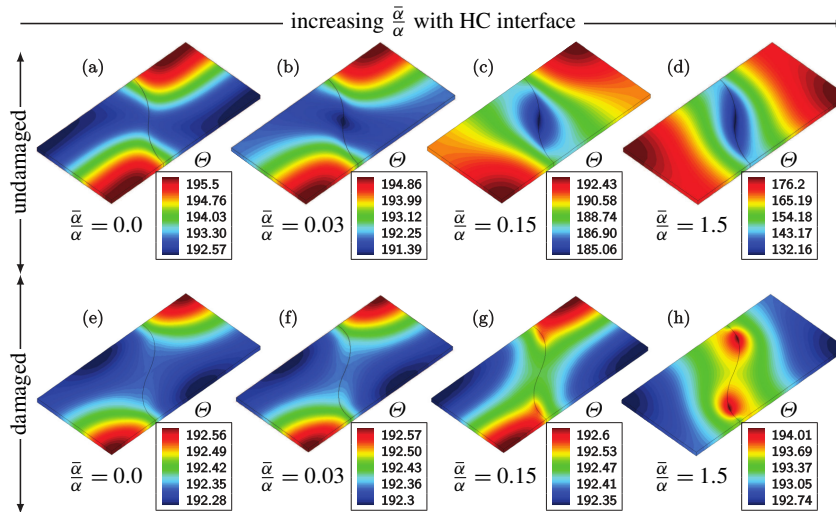 increasing ᾱ/α with HC interface
undamaged
(a) (b) (c) (d)
Θ Θ Θ Θ
195.5 194.86 192.43 176.2
194.76 193.99 190.58 165.19
194.03 193.12 188.74 154.18
193.30 192.25 186.90 143.17
192.57 191.39 185.06 132.16
ᾱ/α = 0.0 ᾱ/α = 0.03 ᾱ/α = 0.15 ᾱ/α = 1.5
damaged
(e) (f) (g) (h)
Θ Θ Θ Θ
192.56 192.57 192.6 194.01
192.49 192.50 192.53 193.69
192.42 192.43 192.47 193.37
192.35 192.36 192.41 193.05
192.28 192.3 192.35 192.74
ᾱ/α = 0.0 ᾱ/α = 0.03 ᾱ/α = 0.15 ᾱ/α = 1.5